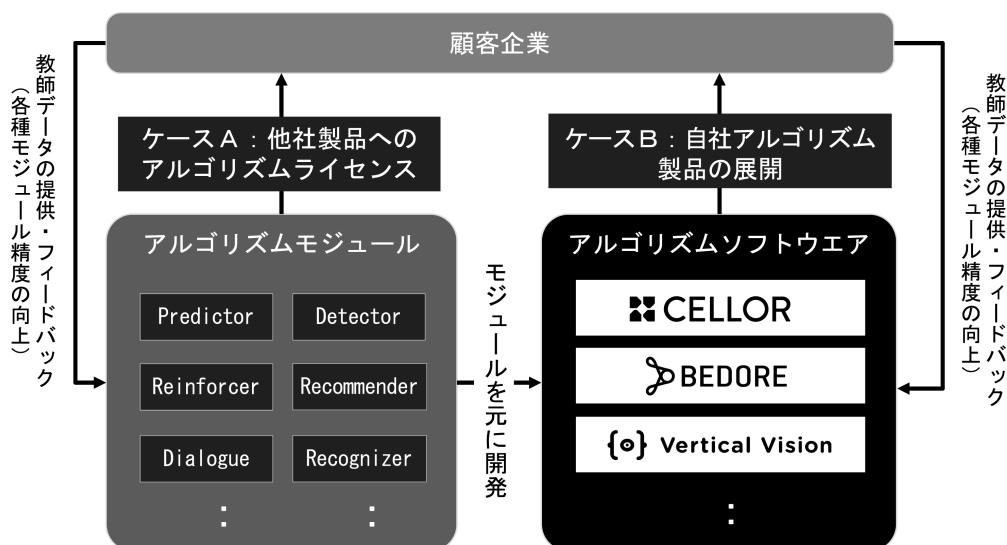 顧客企業
教師データの提供・フィードバック
（各種モジュール精度の向上）
ケースＡ：他社製品への
アルゴリズムライセンス
ケースＢ：自社アルゴリズム
製品の展開
教師データの提供・フィードバック
（各種モジュール精度の向上）
アルゴリズムモジュール
Predictor
Detector
Reinforcer
Recommender
Dialogue
Recognizer
：
：
モジュールを元に開発
アルゴリズムソフトウエア
CELLOR
BEDORE
Vertical Vision
：